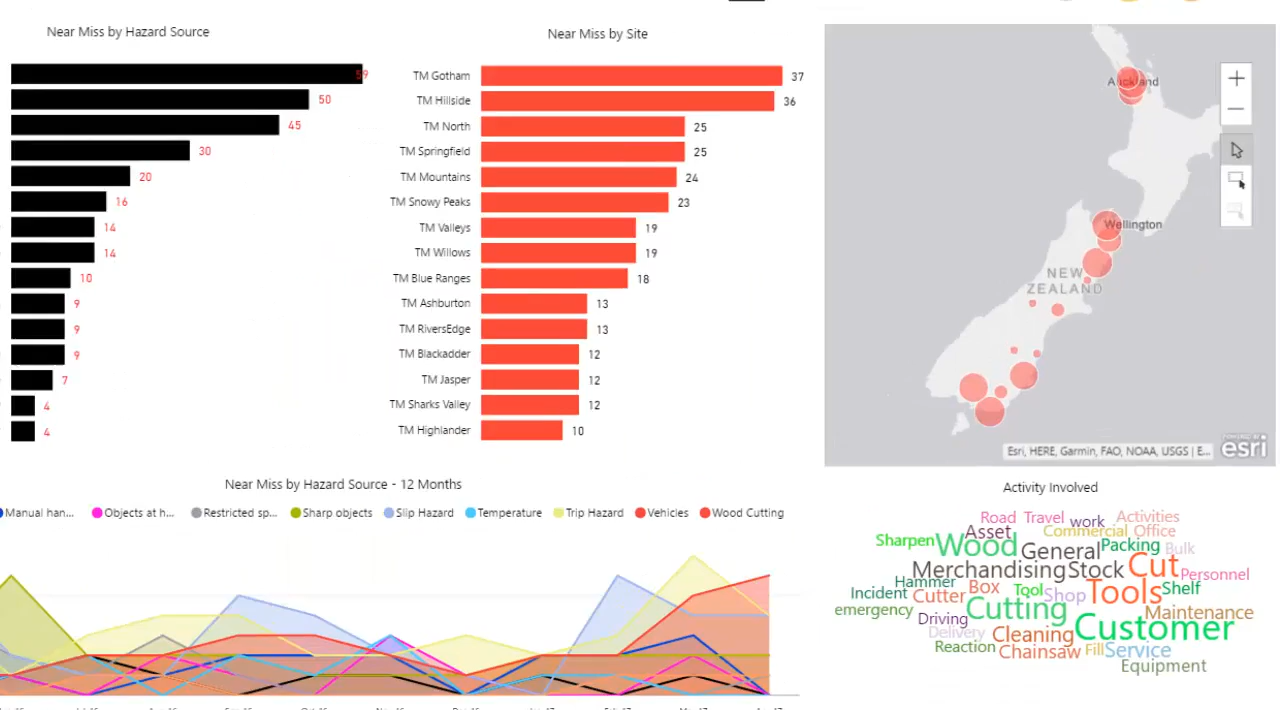 Near Miss by Hazard Source
59
50
45
30
20
16
14
14
10
9
9
9
7
4
4
Near Miss by Site
TM Gotham 37
TM Hillside 36
TM North 25
TM Springfield 25
TM Mountains 24
TM Snowy Peaks 23
TM Valleys 19
TM Willows 19
TM Blue Ranges 18
TM Ashburton 13
TM RiversEdge 13
TM Blackadder 12
TM Jasper 12
TM Sharks Valley 12
TM Highlander 10
Auckland
Wellington
NEW
ZEALAND
Esri, HERE, Garmin, FAO, NOAA, USGS | E...
esri
Near Miss by Hazard Source - 12 Months
Manual han... Objects at h... Restricted sp... Sharp objects Slip Hazard Temperature Trip Hazard Vehicles Wood Cutting
Activity Involved
Road Travel work Activities
Asset Commercial Office
Sharpen Wood General Packing Bulk
Merchandising Stock Cut Personnel
Hammer Box Tool Shop Tools Shelf
Incident Cutter
emergency Cutting Maintenance
Driving Customer
Delivery Cleaning
Reaction Chainsaw Fill Service
Equipment